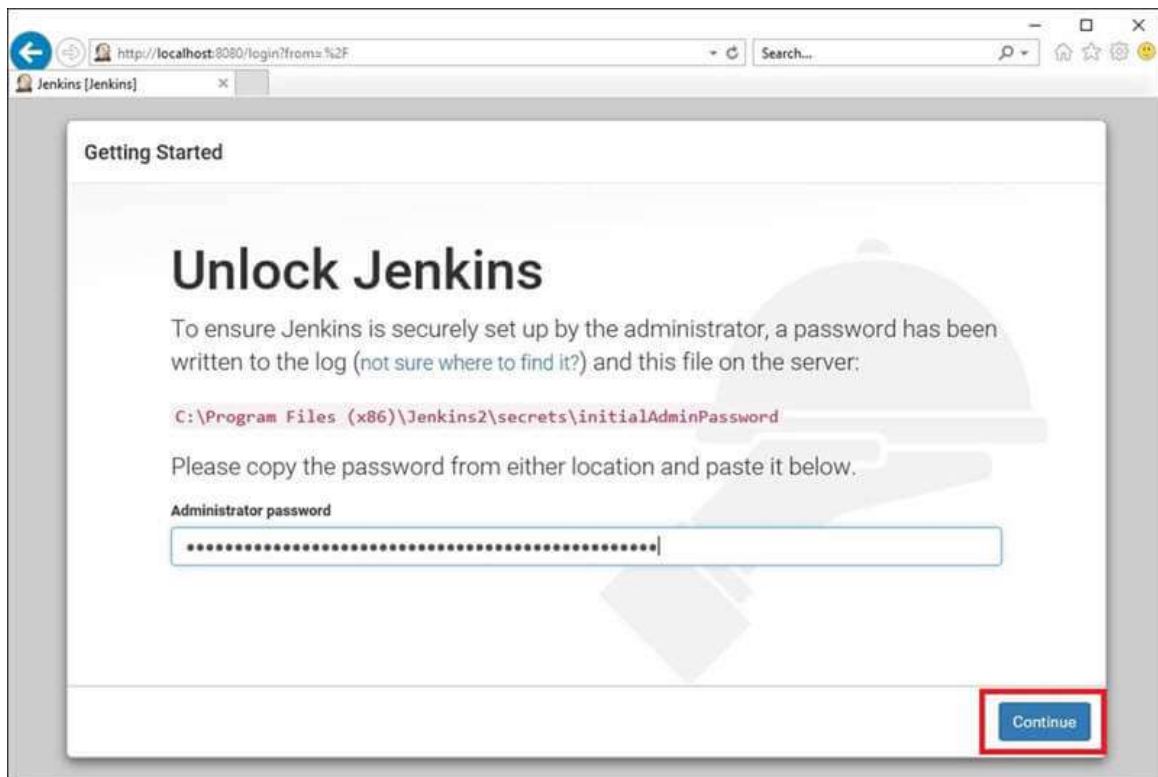 http://localhost:8080/login?from=%2F
Search...
Jenkins [Jenkins]
Getting Started
Unlock Jenkins
To ensure Jenkins is securely set up by the administrator, a password has been
written to the log (not sure where to find it?) and this file on the server:
C:\Program Files (x86)\Jenkins2\secrets\initialAdminPassword
Please copy the password from either location and paste it below.
Administrator password
Continue